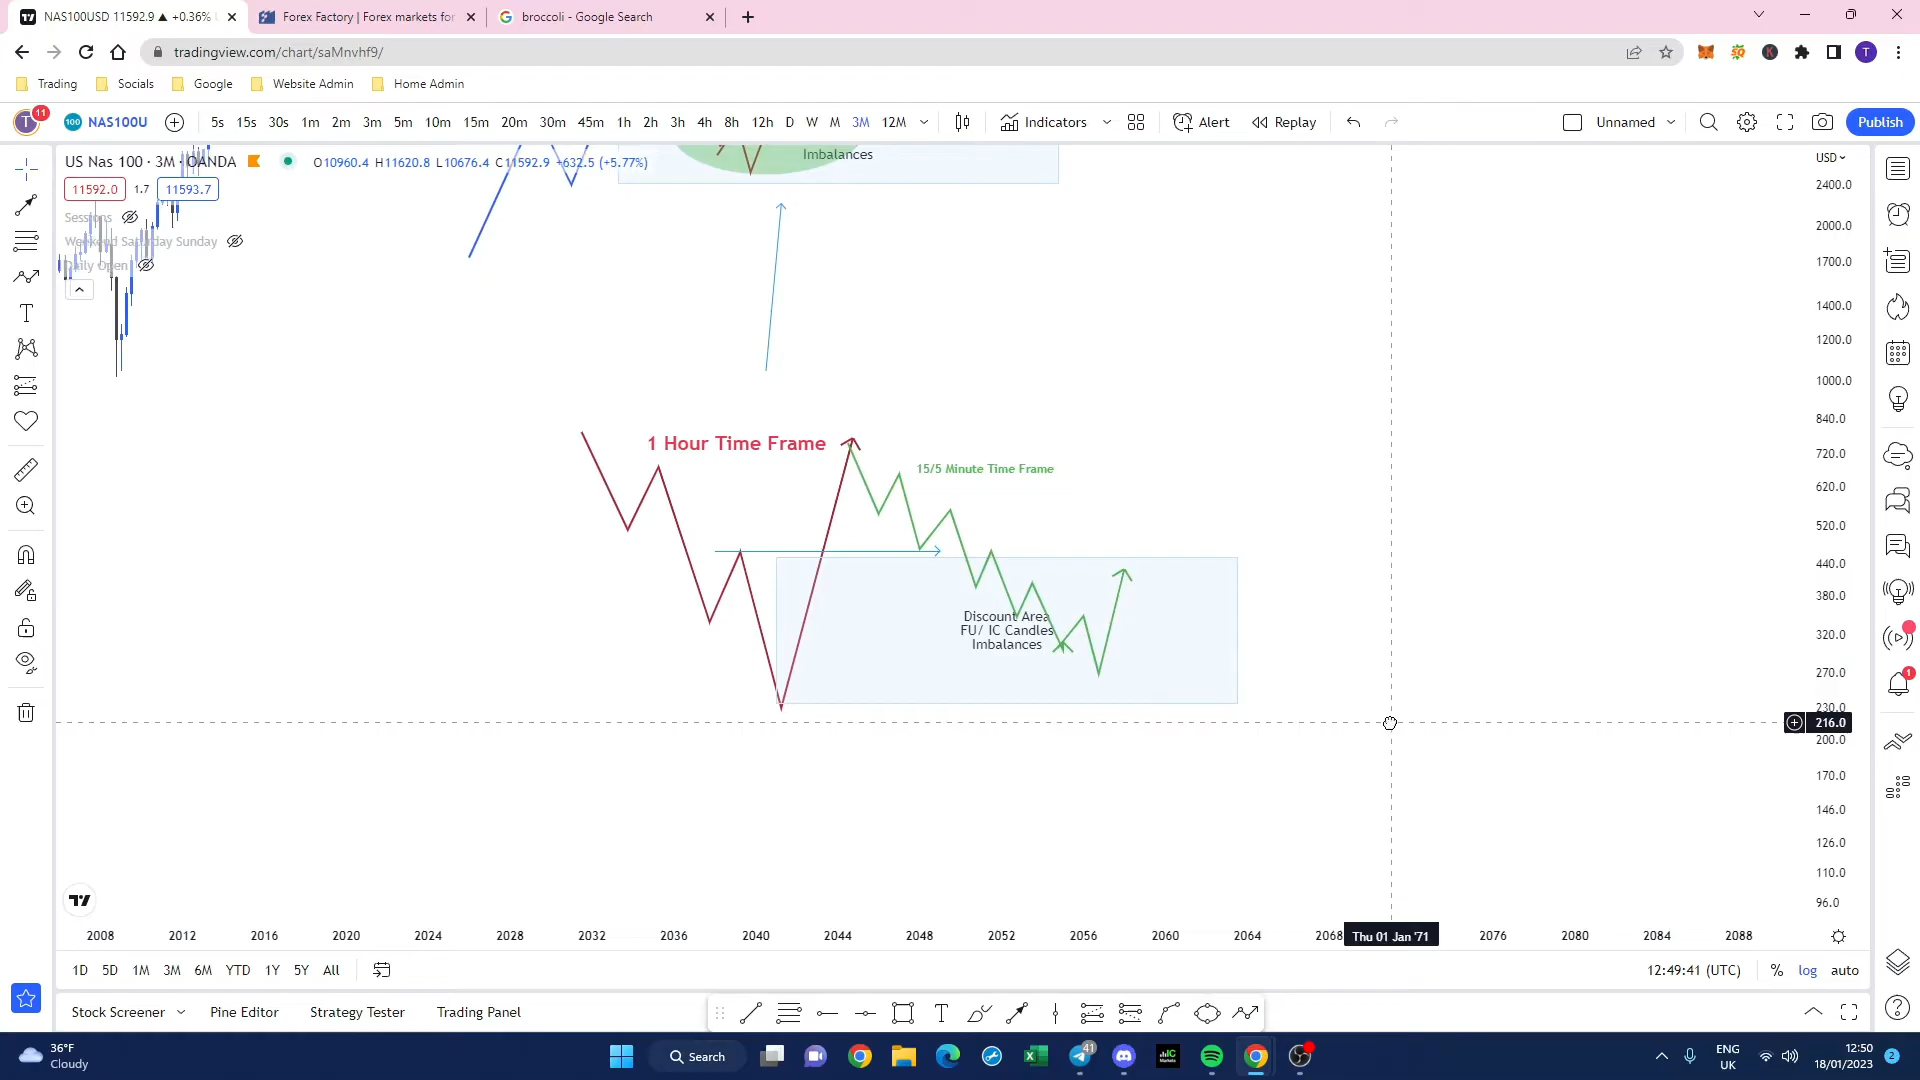 NAS100USD 11592.9 ▲ +0.36%
Forex Factory | Forex markets for
broccoli - Google Search
tradingview.com/chart/saMnvhf9/
Trading
Socials
Google
Website Admin
Home Admin
T
11
100
NAS100U
5s 15s 30s 1m 2m 3m 5m 10m 15m 20m 30m 45m 1h 2h 3h 4h 8h 12h D W M 3M 12M
Indicators
Alert
Replay
Unnamed
Publish
US Nas 100 · 3M · OANDA
O10960.4 H11620.8 L10676.4 C11592.9 +632.5 (+5.77%)
11592.0 1.7 11593.7
Sessions
Weekend Saturday Sunday
Daily Open
Imbalances
1 Hour Time Frame
15/5 Minute Time Frame
Discount Area
FU/ IC Candles
Imbalances
USD
2400.0
2000.0
1700.0
1400.0
1200.0
1000.0
840.0
720.0
620.0
520.0
440.0
380.0
320.0
270.0
230.0
216.0
200.0
170.0
146.0
126.0
110.0
96.0
2008 2012 2016 2020 2024 2028 2032 2036 2040 2044 2048 2052 2056 2060 2064 2068 Thu 01 Jan '71 2076 2080 2084 2088
1D 5D 1M 3M 6M YTD 1Y 5Y All
12:49:41 (UTC) % log auto
Stock Screener
Pine Editor
Strategy Tester
Trading Panel
36°F
Cloudy
Search
41
ENG
UK
12:50
18/01/2023
2